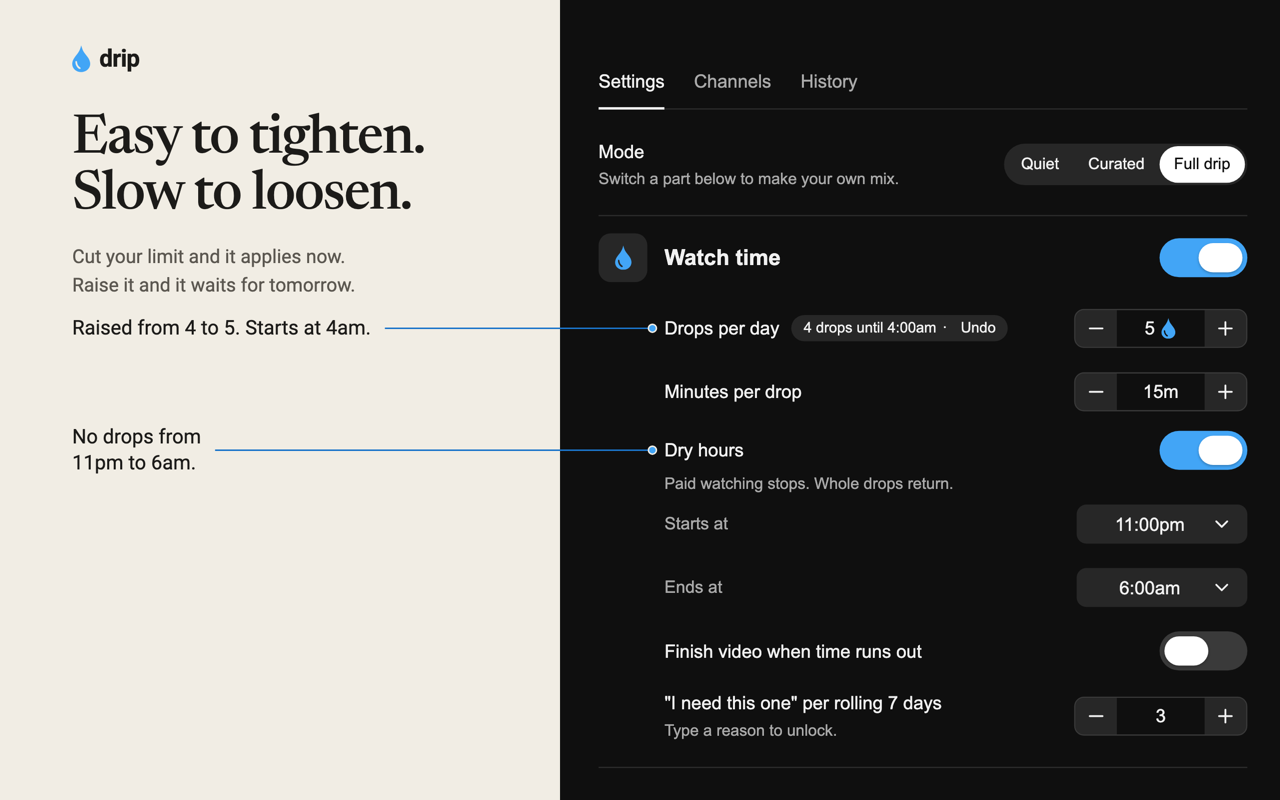 drip
Easy to tighten.
Slow to loosen.
Cut your limit and it applies now.
Raise it and it waits for tomorrow.
Raised from 4 to 5. Starts at 4am.
No drops from
11pm to 6am.
Settings Channels History
Mode
Switch a part below to make your own mix.
Quiet Curated Full drip
Watch time
Drops per day 4 drops until 4:00am · Undo − 5 +
Minutes per drop − 15m +
Dry hours
Paid watching stops. Whole drops return.
Starts at 11:00pm
Ends at 6:00am
Finish video when time runs out
"I need this one" per rolling 7 days
Type a reason to unlock.
− 3 +